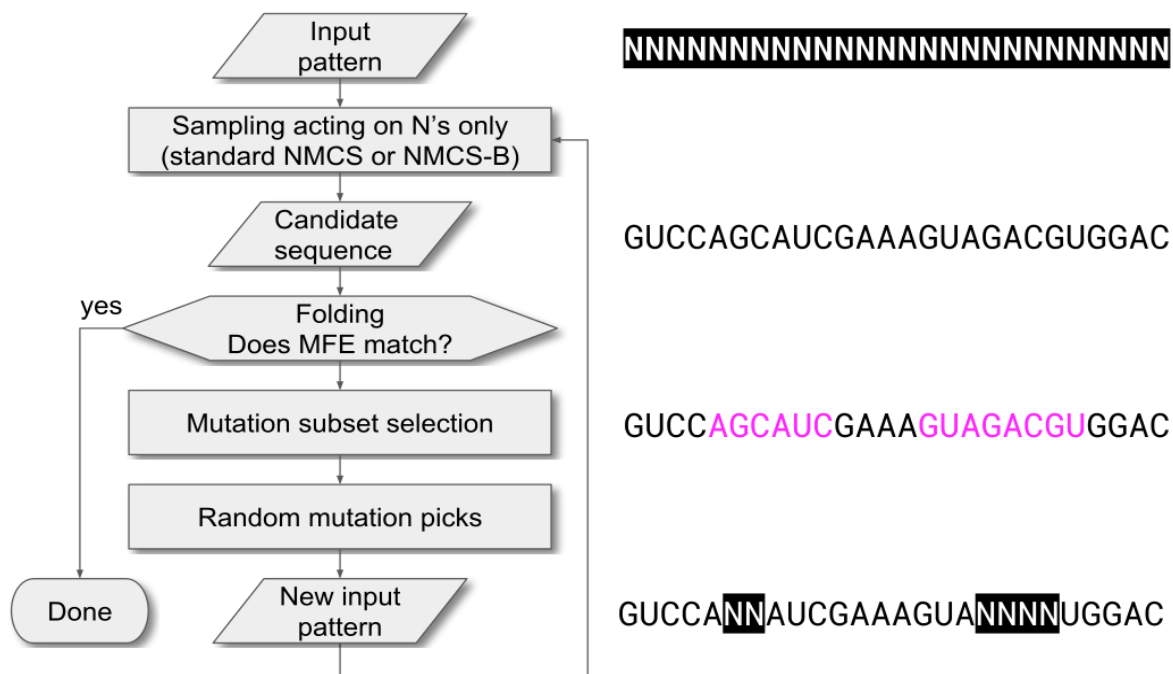 Input
pattern
NNNNNNNNNNNNNNNNNNNNNNNNNN
Sampling acting on N's only
(standard NMCS or NMCS-B)
Candidate
sequence
GUCCAGCAUCGAAAGUAGACGUGGAC
yes
Folding
Does MFE match?
Mutation subset selection
GUCCAGCAUCGAAAGUAGACGUGGAC
Random mutation picks
Done
New input
pattern
GUCCANNAUCGAAAGUANNNNUGGAC